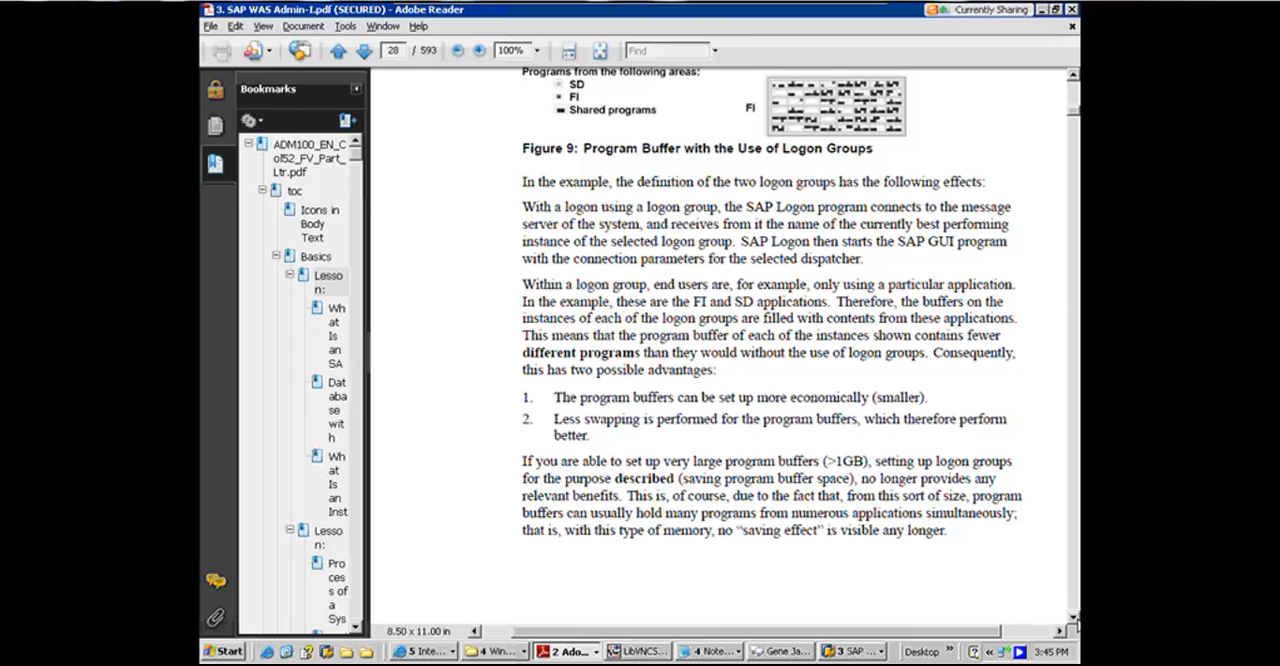 3. SAP WAS Admin-I.pdf (SECURED) - Adobe Reader
Currently Sharing
File Edit View Document Tools Window Help
28 / 593 100% Find
Bookmarks
ADM100_EN_C
ol52_FV_Part_
Ltr.pdf
toc
Icons in
Body
Text
Basics
Lesso
n:
Wh
at
Is
an
SA
Dat
aba
se
wit
h
Wh
at
Is
an
Inst
Lesso
n:
Pro
ces
s of
a
Sys
Programs from the following areas:
SD
FI
Shared programs
FI
Figure 9: Program Buffer with the Use of Logon Groups
In the example, the definition of the two logon groups has the following effects:
With a logon using a logon group, the SAP Logon program connects to the message
server of the system, and receives from it the name of the currently best performing
instance of the selected logon group. SAP Logon then starts the SAP GUI program
with the connection parameters for the selected dispatcher.
Within a logon group, end users are, for example, only using a particular application.
In the example, these are the FI and SD applications. Therefore, the buffers on the
instances of each of the logon groups are filled with contents from these applications.
This means that the program buffer of each of the instances shown contains fewer
different programs than they would without the use of logon groups. Consequently,
this has two possible advantages:
1. The program buffers can be set up more economically (smaller).
2. Less swapping is performed for the program buffers, which therefore perform
better.
If you are able to set up very large program buffers (>1GB), setting up logon groups
for the purpose described (saving program buffer space), no longer provides any
relevant benefits. This is, of course, due to the fact that, from this sort of size, program
buffers can usually hold many programs from numerous applications simultaneously;
that is, with this type of memory, no “saving effect” is visible any longer.
8.50 x 11.00 in
Start 5 Inte... 4 Win... 2 Ado... LibVNCS... 4 Note... Gene Ja... 3 SAP ... Desktop » « 3:45 PM